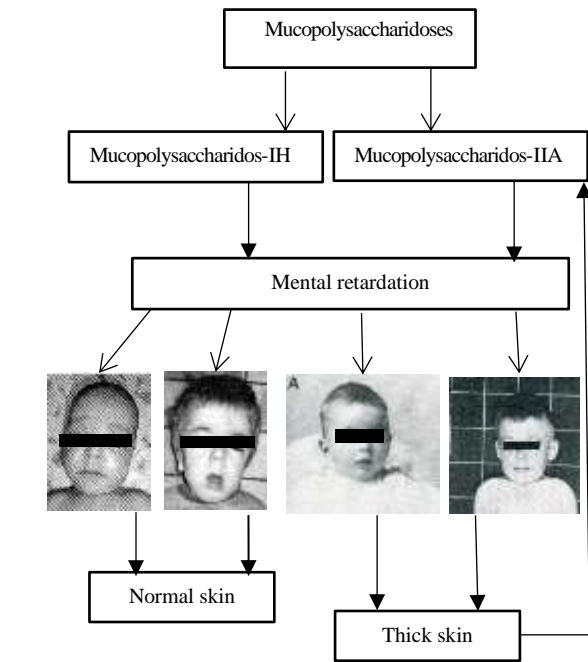 Mucopolysaccharidoses
Mucopolysaccharidos-IH
Mucopolysaccharidos-IIA
Mental retardation
A
Normal skin
Thick skin